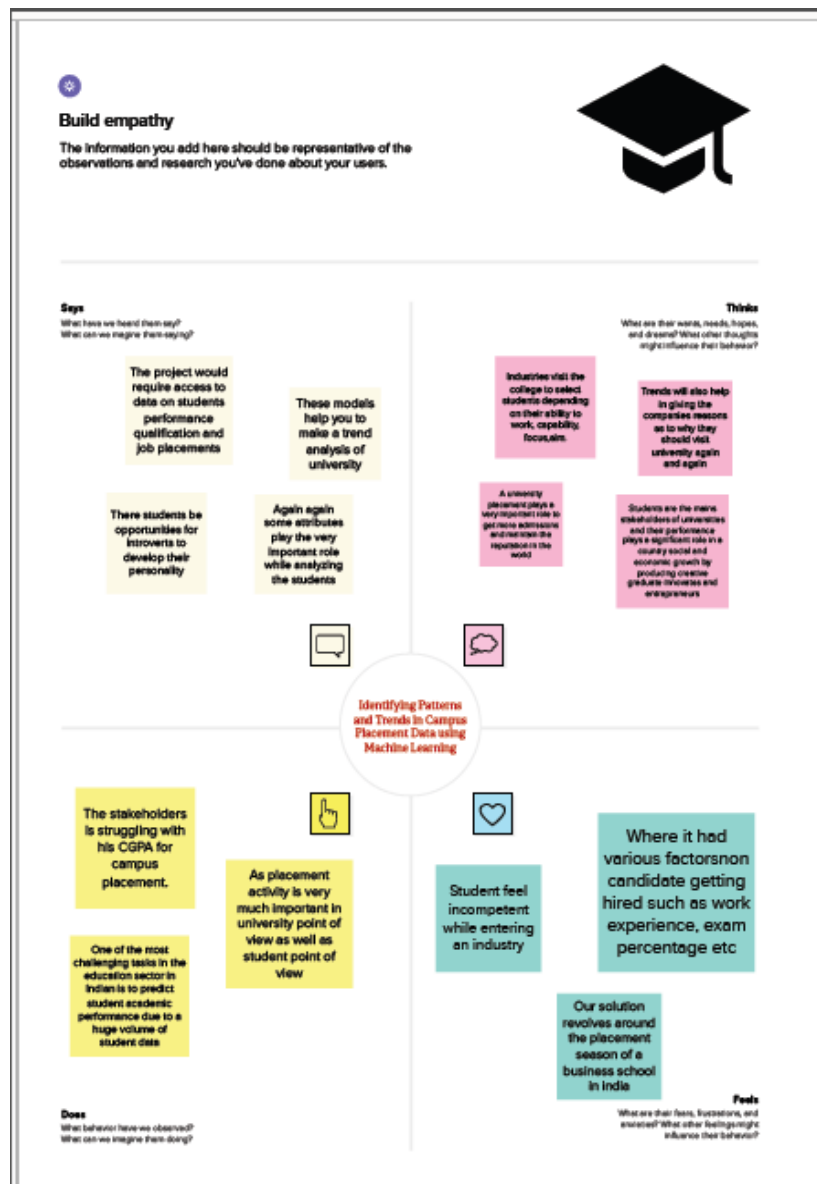 Build empathy
The information you add here should be representative of the
observations and research you've done about your users.
Says
What have we heard them say?
What can we imagine them saying?
The project would
require access to
data on students
performance
qualification and
job placements
These models
help you to
make a trend
analysis of
university
There students be
opportunities for
introverts to
develop their
personality
Again again
some attributes
play the very
important role
while analyzing
the students
Thinks
What are their wants, needs, hopes,
and dreams? What other thoughts
might influence their behavior?
Industries visit the
college to select
students depending
on their ability to
work, capability,
focus,aim.
Trends will also help
in giving the
companies reasons
as to why they
should visit
university again
and again
A university
placement plays a
very important role to
get more admissions
and maintain the
reputation in the
world
Students are the mains
stakeholders of universities
and their performance
plays a significant role in a
country social and
economic growth by
producing creative
graduate innovates and
entrepreneurs
Identifying Patterns
and Trends in Campus
Placement Data using
Machine Learning
The stakeholders
is struggling with
his CGPA for
campus
placement.
As placement
activity is very
much important in
university point of
view as well as
student point of
view
One of the most
challenging tasks in the
education sector in
Indian is to predict
student academic
performance due to a
huge volume of
student data
Does
What behavior have we observed?
What can we imagine them doing?
Student feel
incompetent
while entering
an industry
Where it had
various factorsnon
candidate getting
hired such as work
experience, exam
percentage etc
Our solution
revolves around
the placement
season of a
business school
in india
Feels
What are their fears, frustrations, and
anxieties? What other feelings might
influence their behavior?